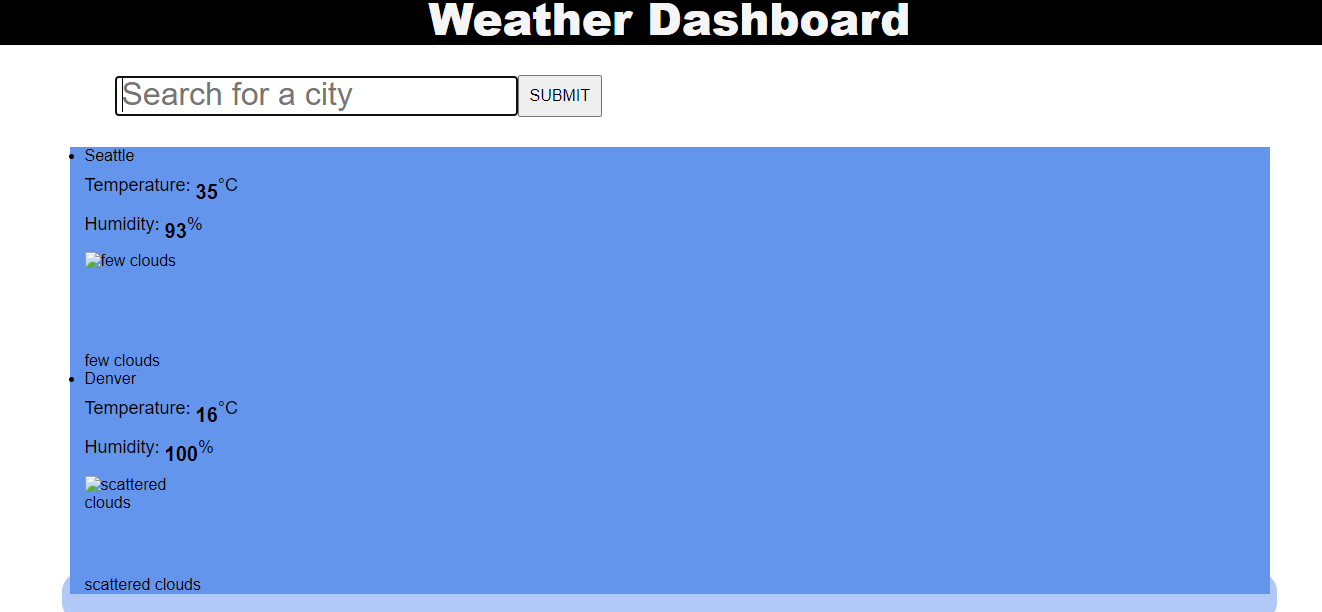 Weather Dashboard
Search for a city
SUBMIT
Seattle
Temperature: 35°C
Humidity: 93%
few clouds
few clouds
Denver
Temperature: 16°C
Humidity: 100%
scattered
clouds
scattered clouds